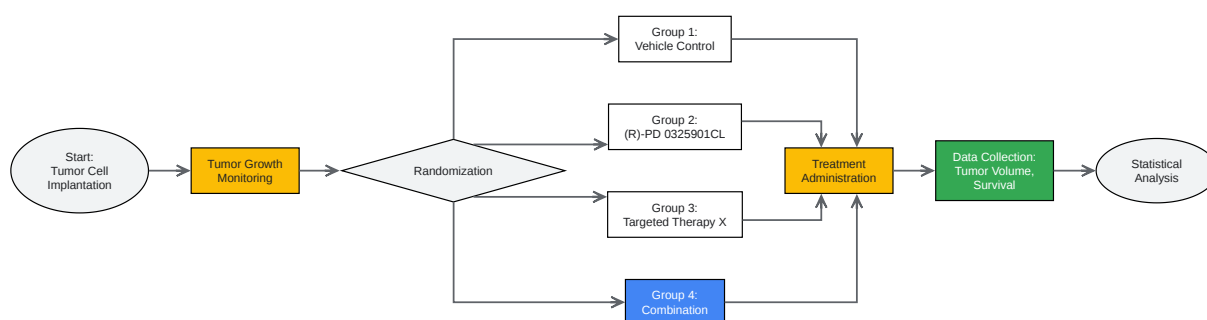 Start:
Tumor Cell
Implantation
Tumor Growth
Monitoring
Randomization
Group 1:
Vehicle Control
Group 2:
(R)-PD 0325901CL
Group 3:
Targeted Therapy X
Group 4:
Combination
Treatment
Administration
Data Collection:
Tumor Volume,
Survival
Statistical
Analysis